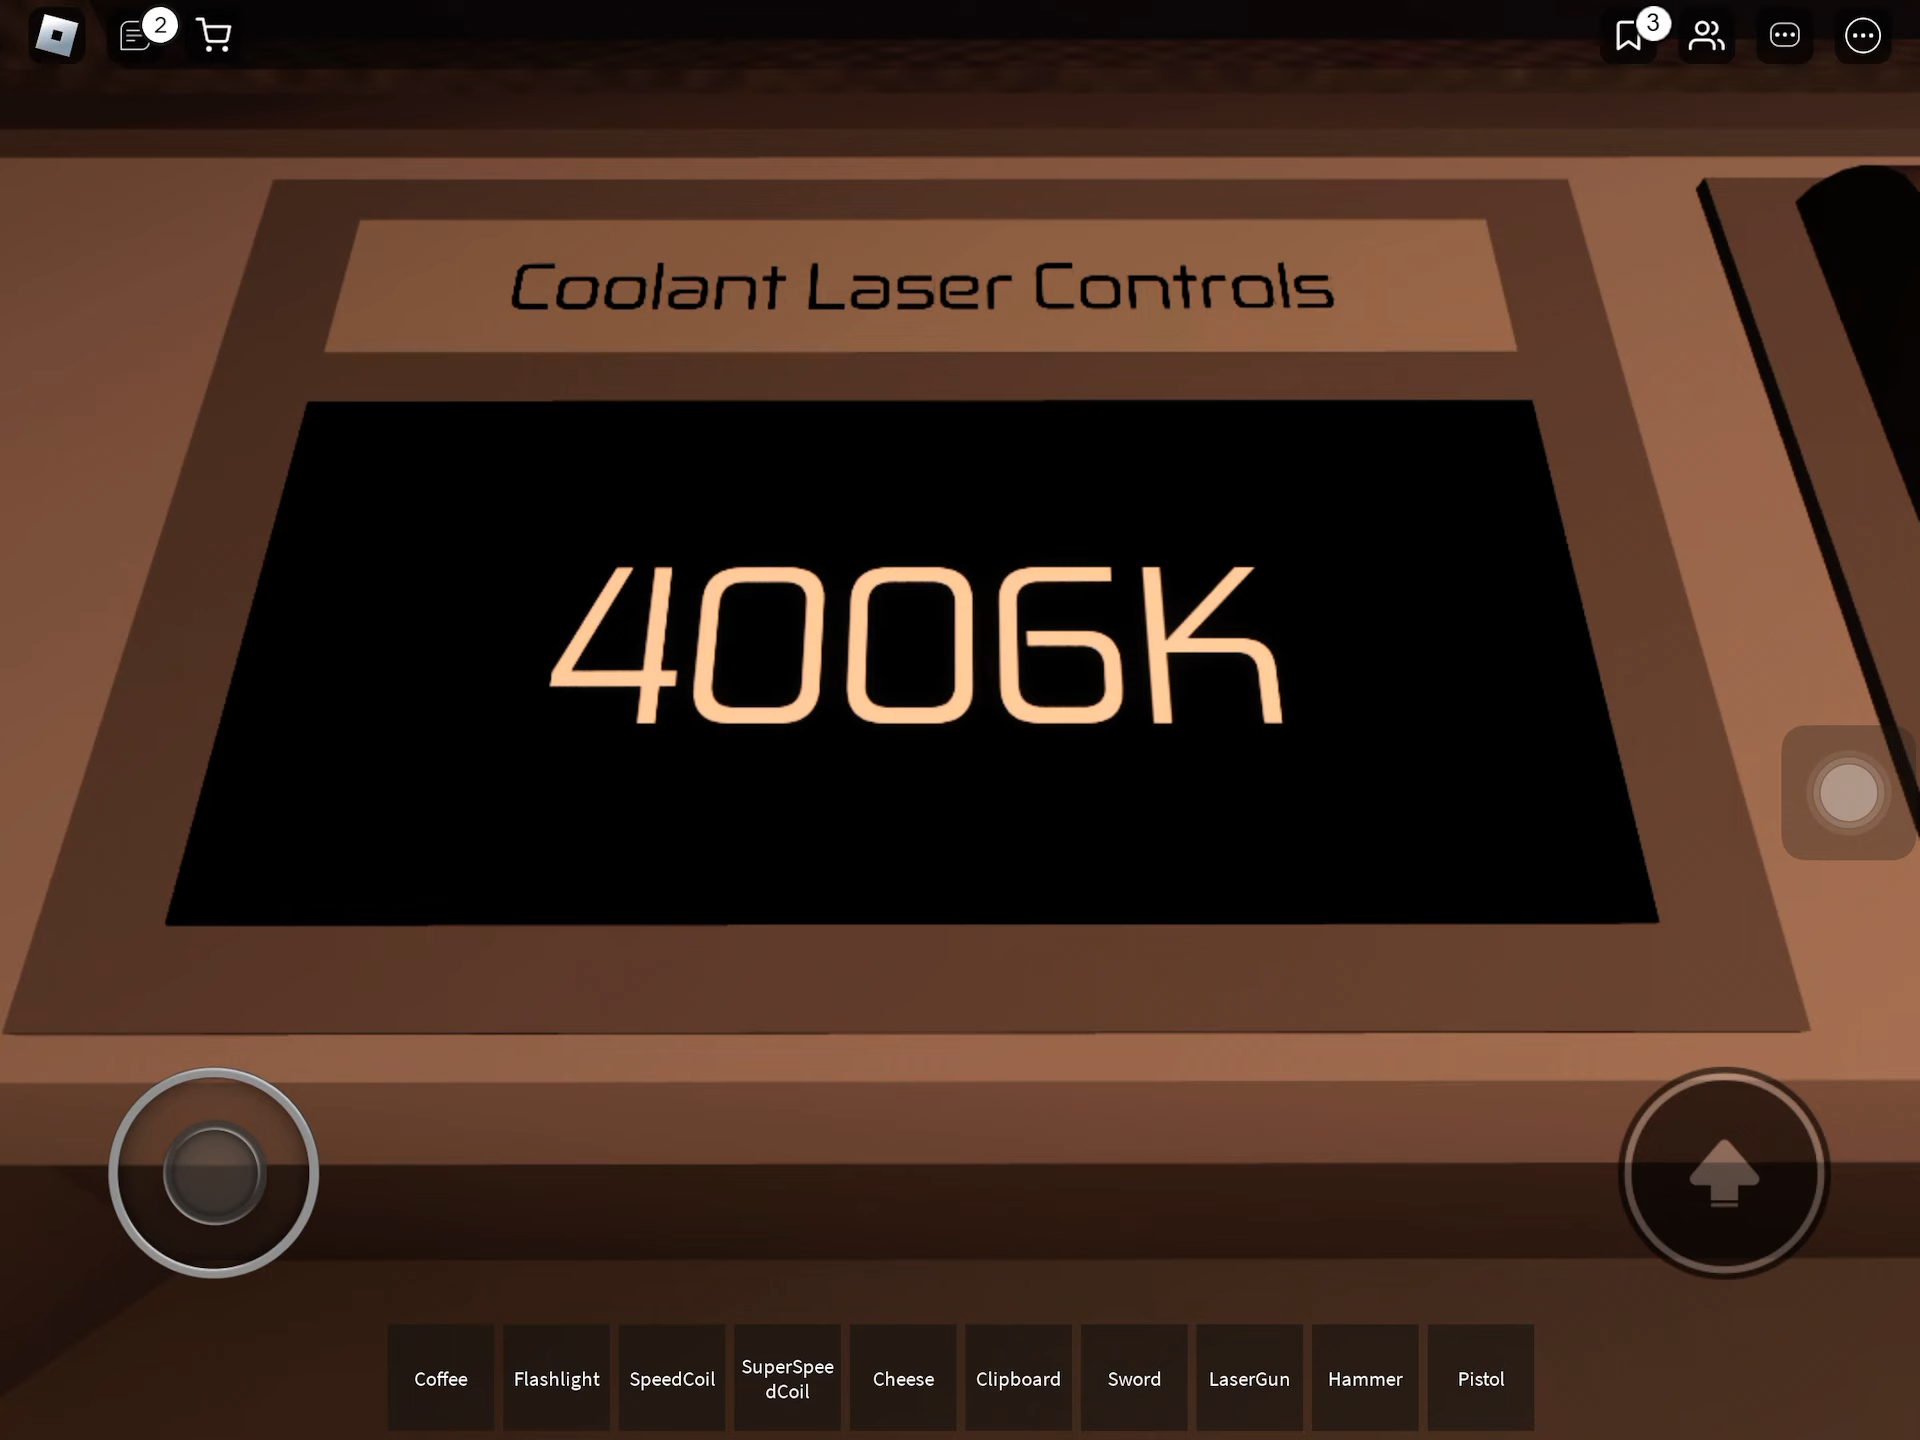 2
3
Coolant Laser Controls
4006K
Coffee
Flashlight
SpeedCoil
SuperSpee
dCoil
Cheese
Clipboard
Sword
LaserGun
Hammer
Pistol